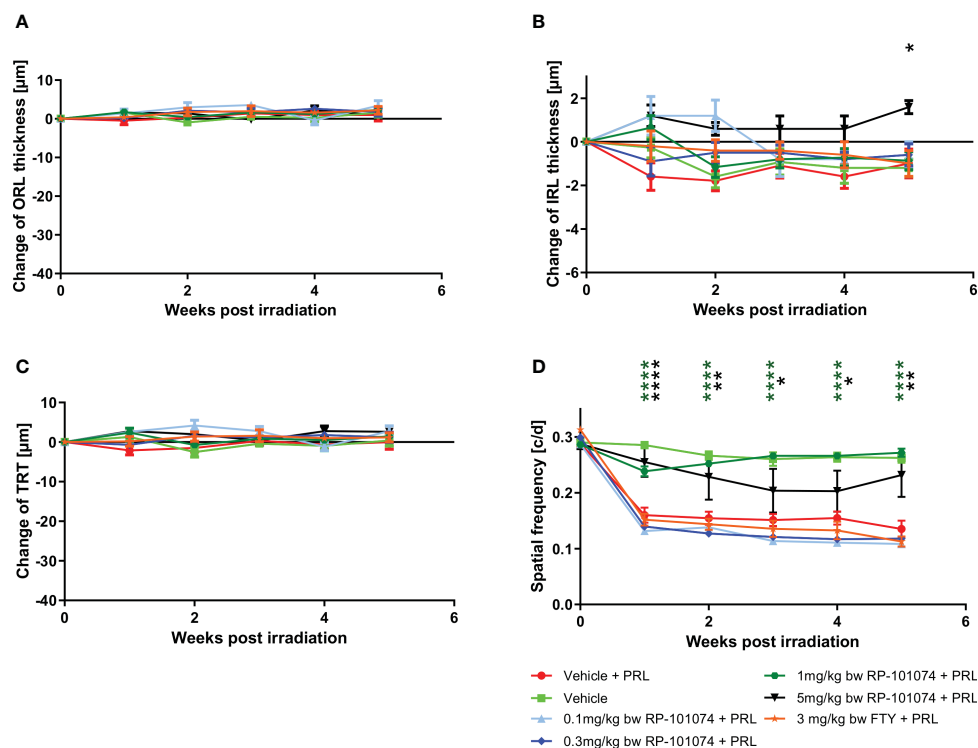 A
Change of ORL thickness [µm]
10
0
-10
-20
-30
-40
0
2
4
6
Weeks post irradiation
B
*
Change of IRL thickness [µm]
2
0
-2
-4
-6
0
2
4
6
Weeks post irradiation
C
Change of TRT [µm]
10
0
-10
-20
-30
-40
0
2
4
6
Weeks post irradiation
D
Spatial frequency [c/d]
0.3
0.2
0.1
0.0
0
2
4
6
Weeks post irradiation
Vehicle + PRL
Vehicle
0.1mg/kg bw RP-101074 + PRL
0.3mg/kg bw RP-101074 + PRL
1mg/kg bw RP-101074 + PRL
5mg/kg bw RP-101074 + PRL
3 mg/kg bw FTY + PRL